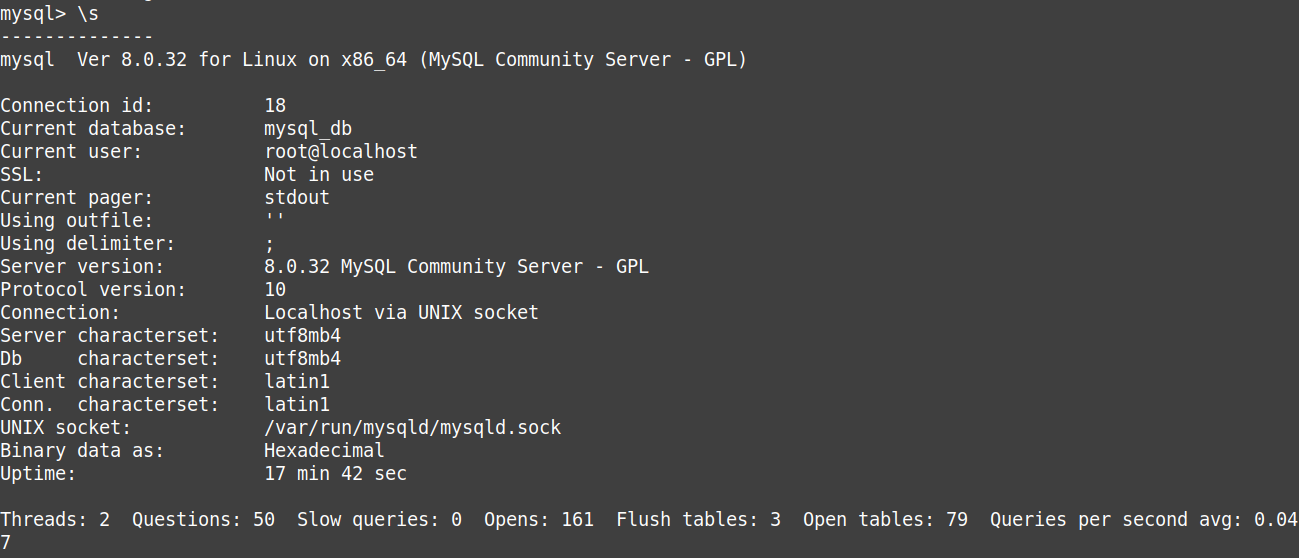 mysql> \s
--------------
mysql  Ver 8.0.32 for Linux on x86_64 (MySQL Community Server - GPL)

Connection id:          18
Current database:       mysql_db
Current user:           root@localhost
SSL:                    Not in use
Current pager:          stdout
Using outfile:          ''
Using delimiter:        ;
Server version:         8.0.32 MySQL Community Server - GPL
Protocol version:       10
Connection:             Localhost via UNIX socket
Server characterset:    utf8mb4
Db     characterset:    utf8mb4
Client characterset:    latin1
Conn.  characterset:    latin1
UNIX socket:            /var/run/mysqld/mysqld.sock
Binary data as:         Hexadecimal
Uptime:                 17 min 42 sec

Threads: 2  Questions: 50  Slow queries: 0  Opens: 161  Flush tables: 3  Open tables: 79  Queries per second avg: 0.04
7